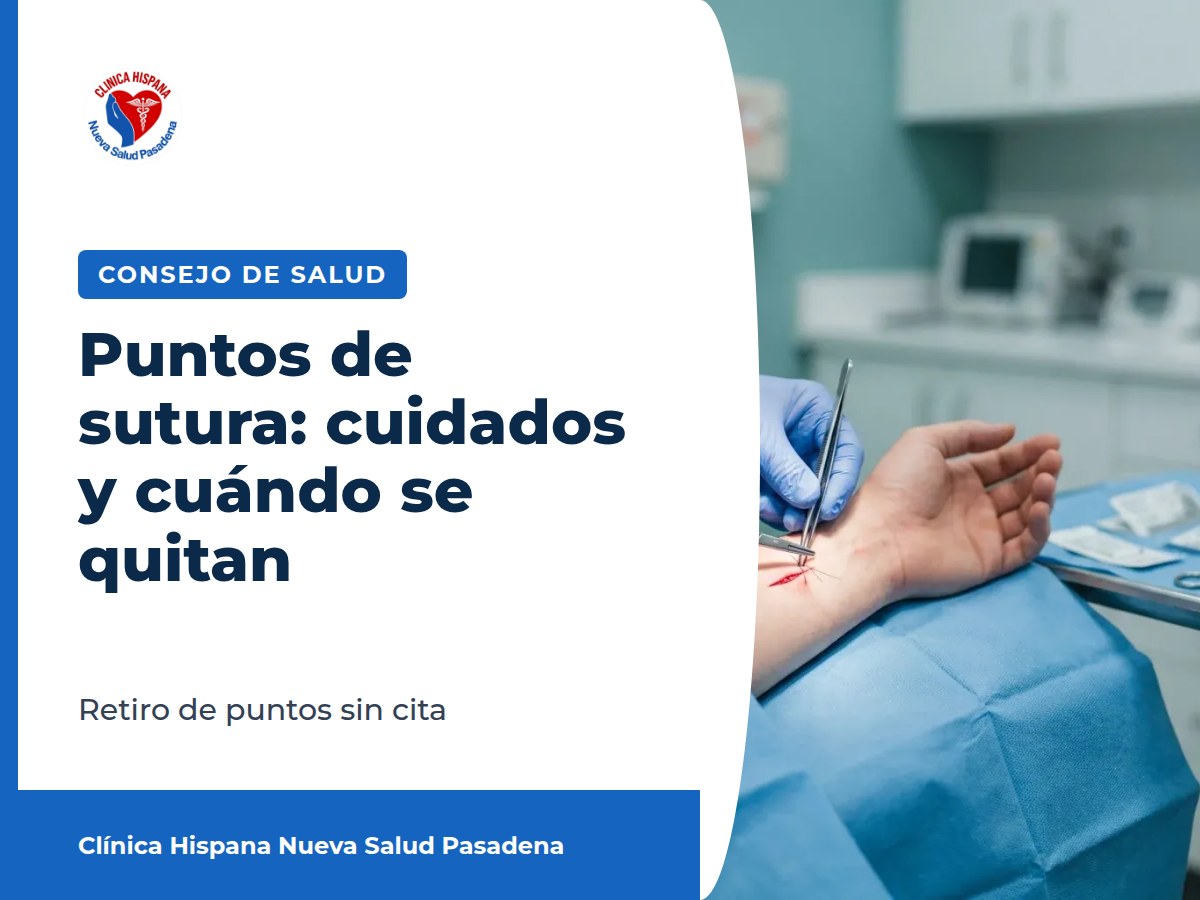 CLINICA HISPANA
Nueva Salud Pasadena
CONSEJO DE SALUD
Puntos de
sutura: cuidados
y cuándo se
quitan
Retiro de puntos sin cita
Clínica Hispana Nueva Salud Pasadena